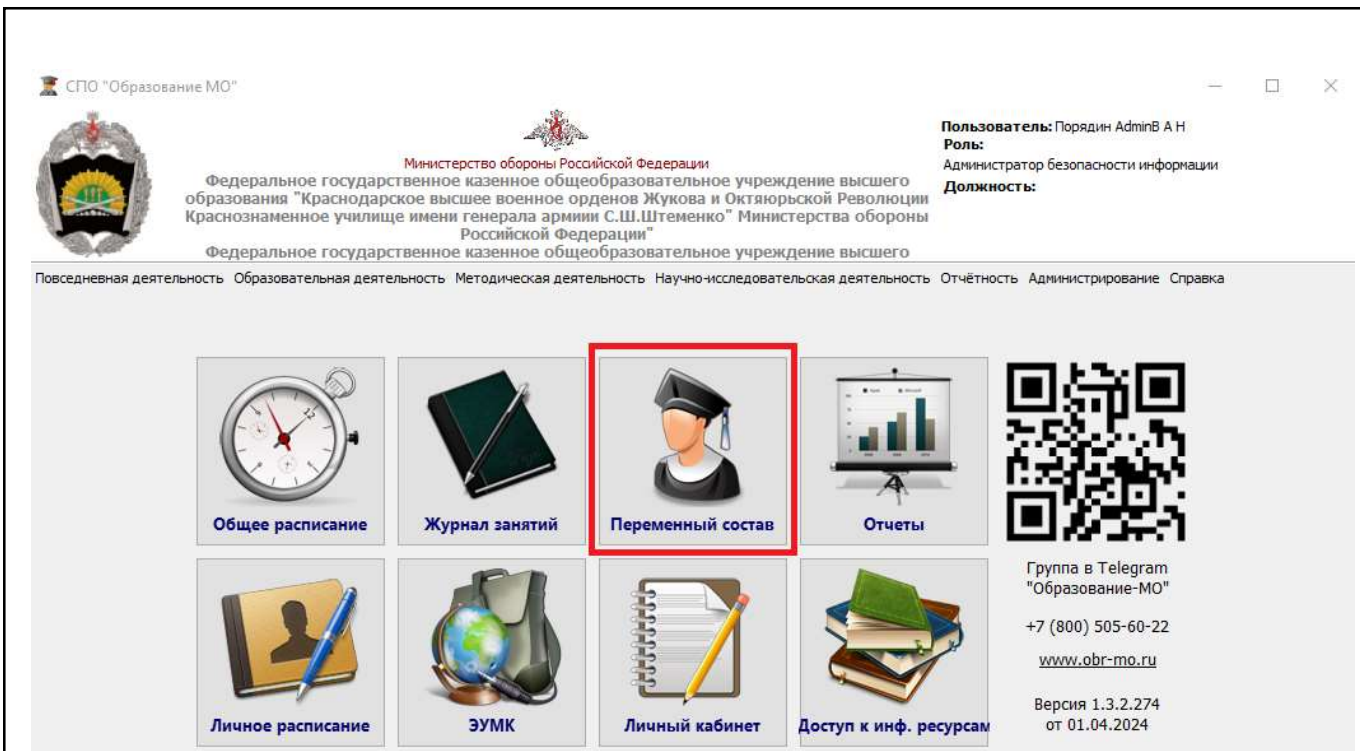 СПО "Образование МО"
Министерство обороны Российской Федерации
Федеральное государственное казенное общеобразовательное учреждение высшего
образования "Краснодарское высшее военное орденов Жукова и Октяюрьской Революции
Краснознаменное училище имени генерала армиии С.Ш.Штеменко" Министерства обороны
Российской Федерации"
Федеральное государственное казенное общеобразовательное учреждение высшего
Пользователь: Порядин AdminB А Н
Роль:
Администратор безопасности информации
Должность:
Повседневная деятельность Образовательная деятельность Методическая деятельность Научно-исследовательская деятельность Отчётность Администрирование Справка
Общее расписание
Журнал занятий
Переменный состав
Отчеты
Личное расписание
ЭУМК
Личный кабинет
Доступ к инф. ресурсам
Группа в Telegram
"Образование-МО"
+7 (800) 505-60-22
www.obr-mo.ru
Версия 1.3.2.274
от 01.04.2024